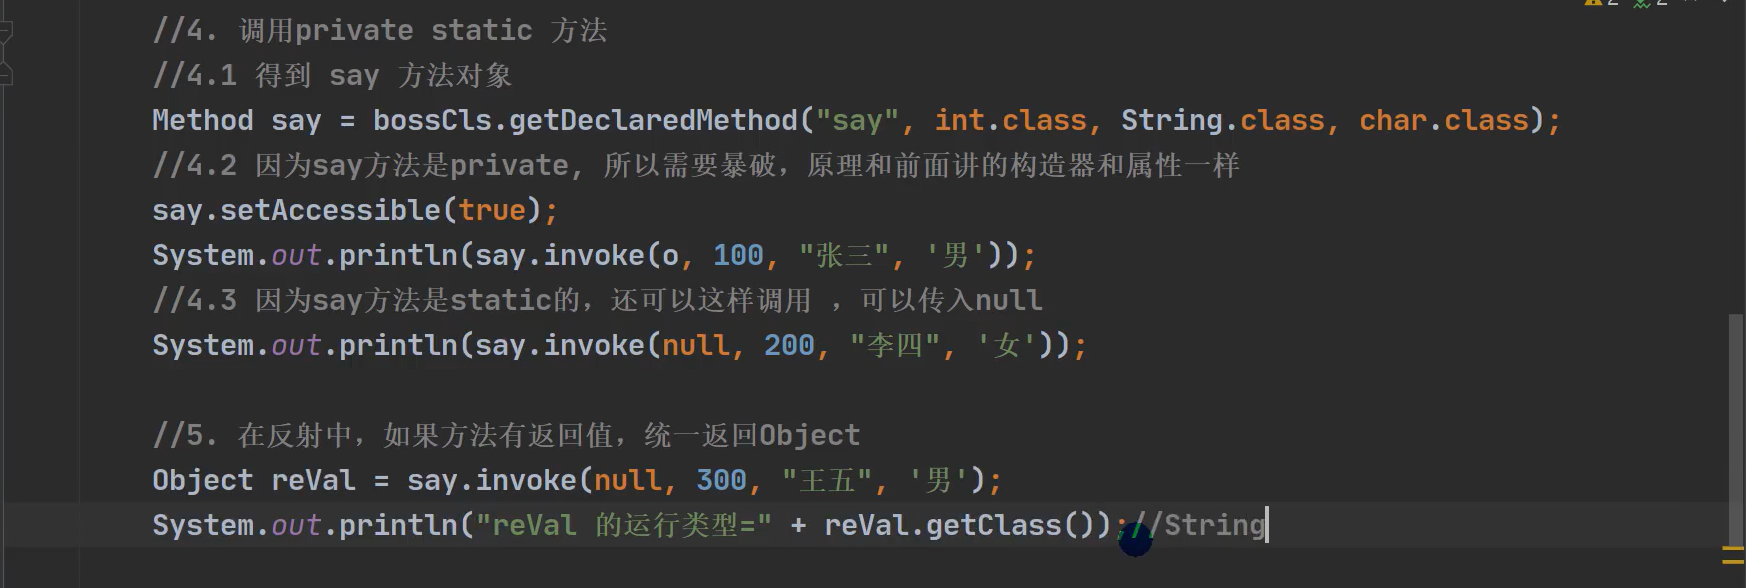 //4. 调用private static 方法
//4.1 得到 say 方法对象
Method say = bossCls.getDeclaredMethod("say", int.class, String.class, char.class);
//4.2 因为say方法是private, 所以需要暴破，原理和前面讲的构造器和属性一样
say.setAccessible(true);
System.out.println(say.invoke(o, 100, "张三", '男'));
//4.3 因为say方法是static的，还可以这样调用 ，可以传入null
System.out.println(say.invoke(null, 200, "李四", '女'));
//5. 在反射中，如果方法有返回值，统一返回Object
Object reVal = say.invoke(null, 300, "王五", '男');
System.out.println("reVal 的运行类型=" + reVal.getClass());//String